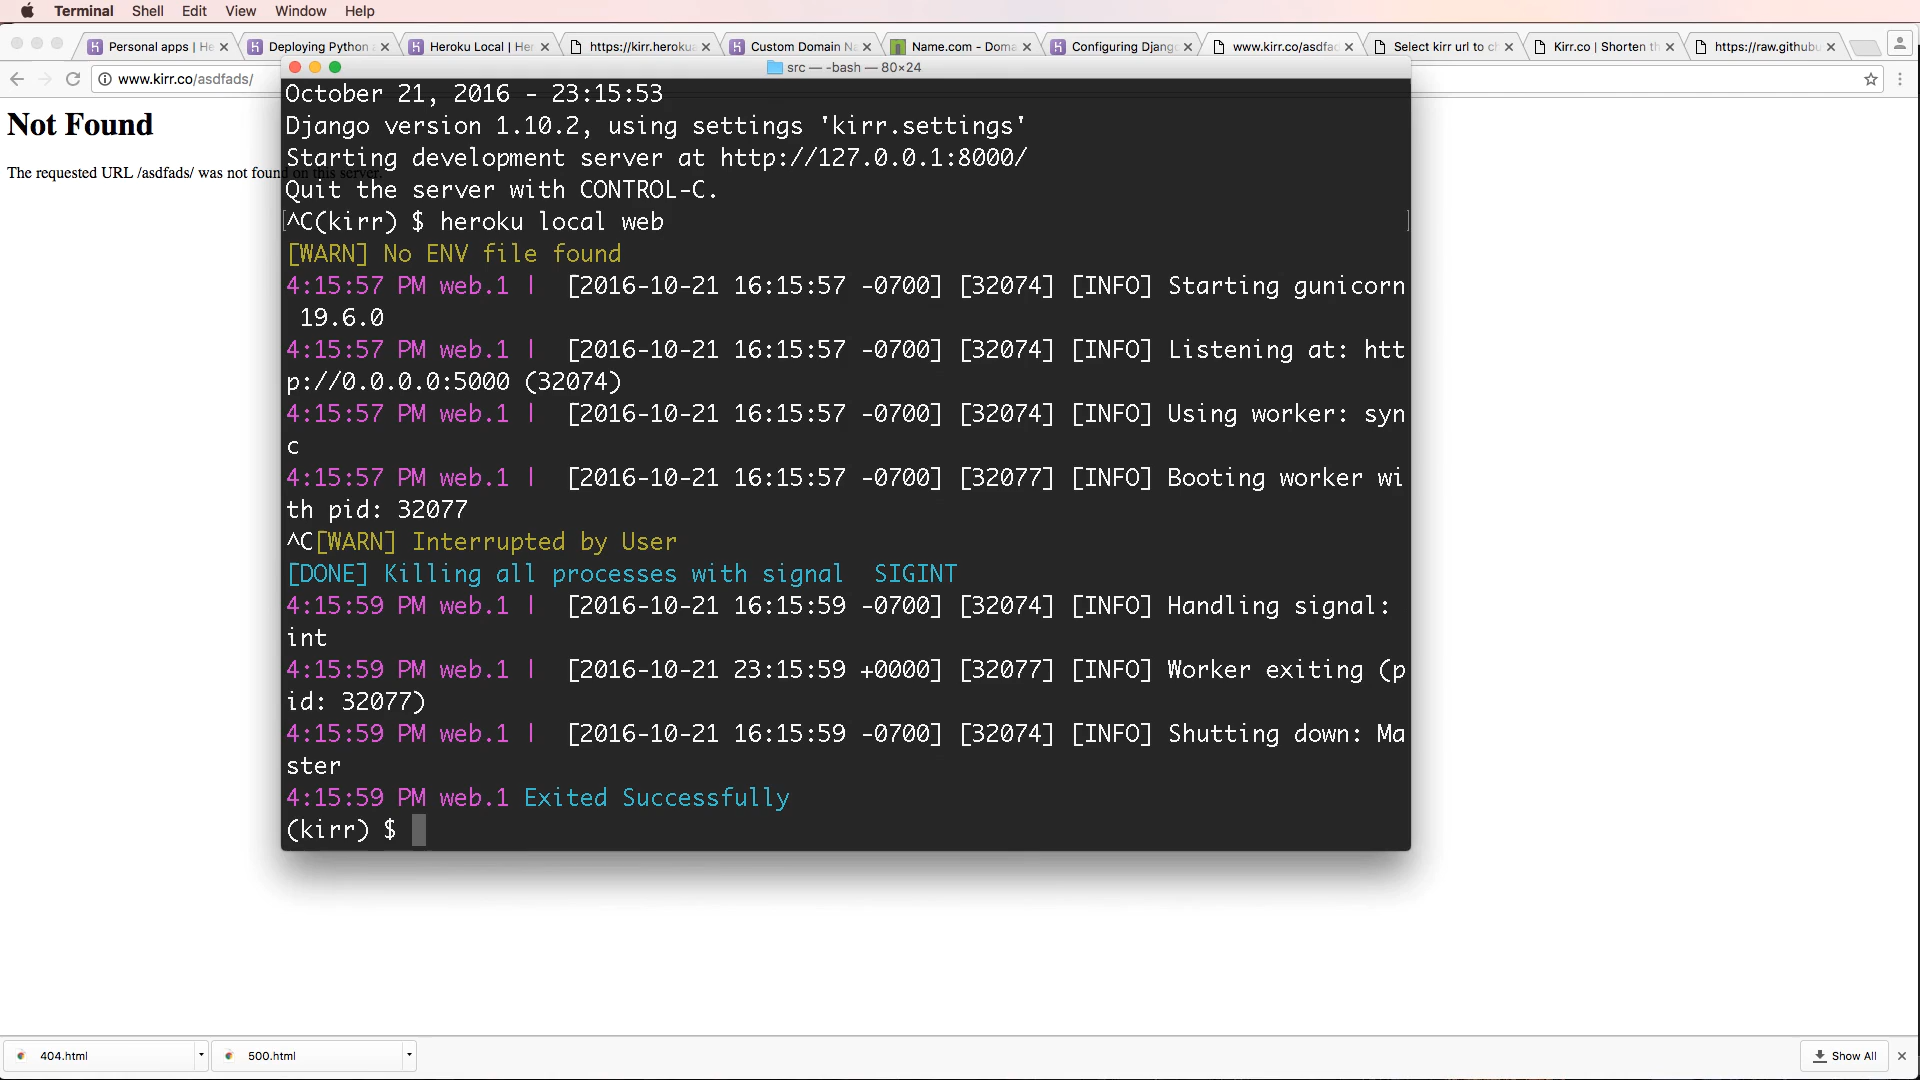 Terminal Shell Edit View Window Help
Personal apps | He
Deploying Python
Heroku Local | Her
https://kirr.heroku
Custom Domain N
Name.com - Doma
Configuring Django
www.kirr.co/asdfad
Select kirr url to c
Kirr.co | Shorten th
https://raw.githubu
www.kirr.co/asdfads/
src — -bash — 80×24
Not Found
The requested URL /asdfads/ was not found on this server.
October 21, 2016 - 23:15:53
Django version 1.10.2, using settings 'kirr.settings'
Starting development server at http://127.0.0.1:8000/
Quit the server with CONTROL-C.
^C(kirr) $ heroku local web
[WARN] No ENV file found
4:15:57 PM web.1 |  [2016-10-21 16:15:57 -0700] [32074] [INFO] Starting gunicorn
 19.6.0
4:15:57 PM web.1 |  [2016-10-21 16:15:57 -0700] [32074] [INFO] Listening at: htt
p://0.0.0.0:5000 (32074)
4:15:57 PM web.1 |  [2016-10-21 16:15:57 -0700] [32074] [INFO] Using worker: syn
c
4:15:57 PM web.1 |  [2016-10-21 16:15:57 -0700] [32077] [INFO] Booting worker wi
th pid: 32077
^C[WARN] Interrupted by User
[DONE] Killing all processes with signal  SIGINT
4:15:59 PM web.1 |  [2016-10-21 16:15:59 -0700] [32074] [INFO] Handling signal:
int
4:15:59 PM web.1 |  [2016-10-21 23:15:59 +0000] [32077] [INFO] Worker exiting (p
id: 32077)
4:15:59 PM web.1 |  [2016-10-21 16:15:59 -0700] [32074] [INFO] Shutting down: Ma
ster
4:15:59 PM web.1 Exited Successfully
(kirr) $
404.html
500.html
Show All